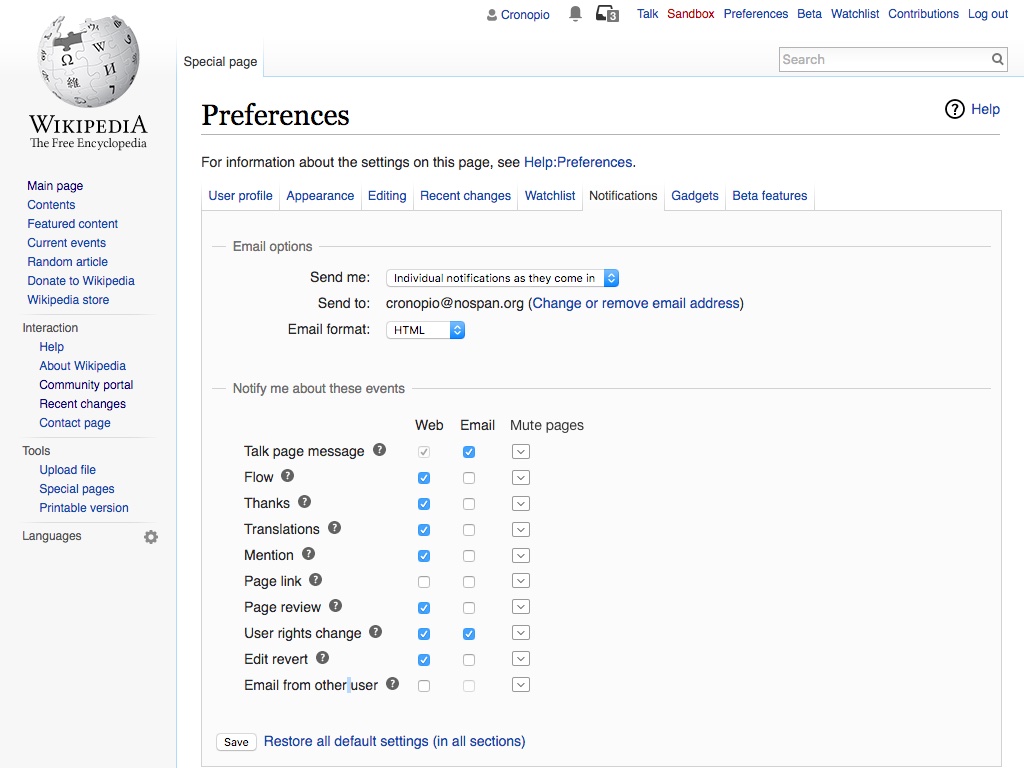 Cronopio 3 Talk Sandbox Preferences Beta Watchlist Contributions Log out
Special page
Search
WIKIPEDIA
The Free Encyclopedia
Main page
Contents
Featured content
Current events
Random article
Donate to Wikipedia
Wikipedia store
Interaction
Help
About Wikipedia
Community portal
Recent changes
Contact page
Tools
Upload file
Special pages
Printable version
Languages
Preferences
? Help
For information about the settings on this page, see Help:Preferences.
User profile Appearance Editing Recent changes Watchlist Notifications Gadgets Beta features
Email options
Send me: Individual notifications as they come in
Send to: cronopio@nospan.org (Change or remove email address)
Email format: HTML
Notify me about these events
Web Email Mute pages
Talk page message ?
Flow ?
Thanks ?
Translations ?
Mention ?
Page link ?
Page review ?
User rights change ?
Edit revert ?
Email from other user ?
Save Restore all default settings (in all sections)